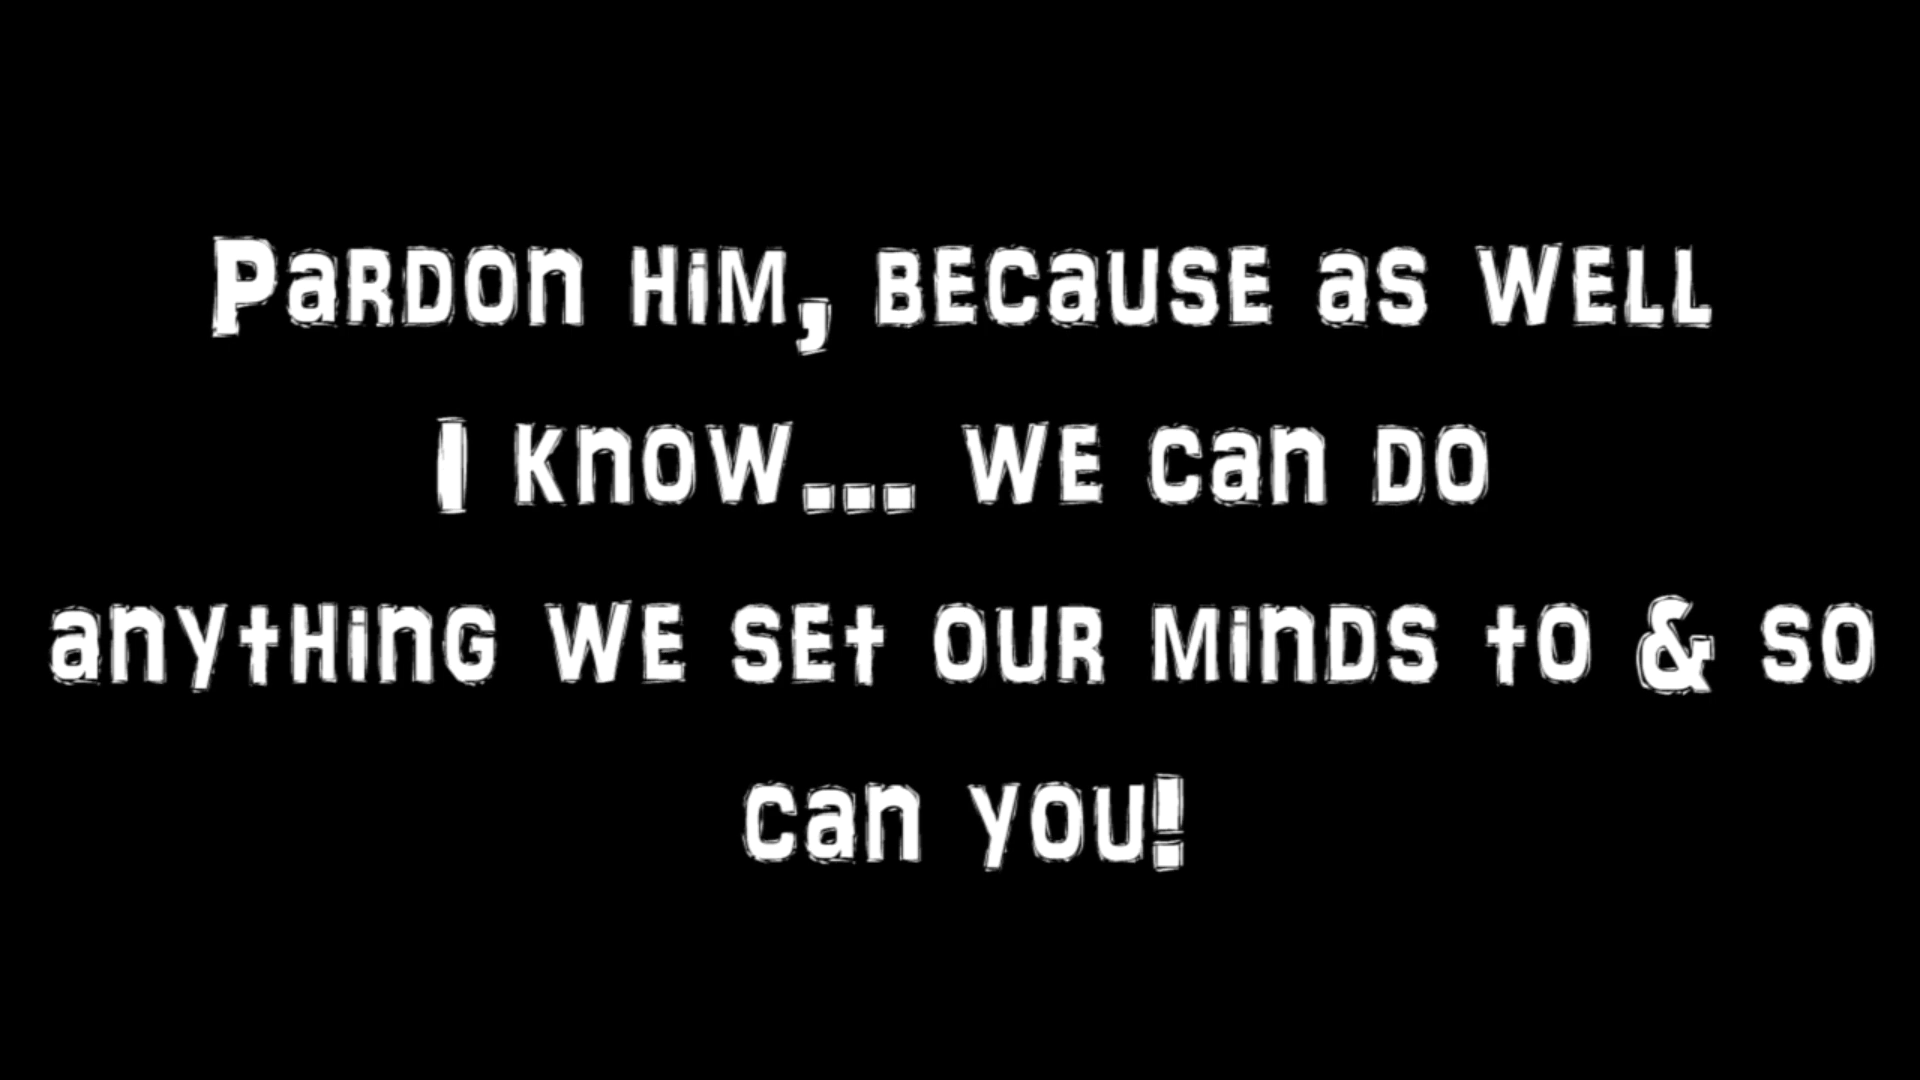 Pardon him, because as well
I know... we can do
anything we set our minds to & so
can you!